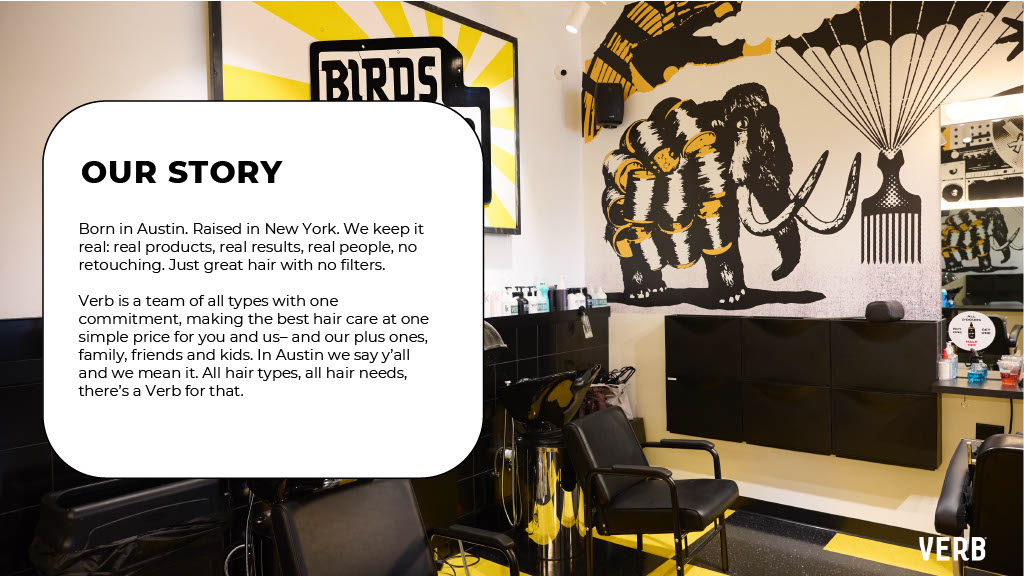 BIRDS
OUR STORY
Born in Austin. Raised in New York. We keep it
real: real products, real results, real people, no
retouching. Just great hair with no filters.
Verb is a team of all types with one
commitment, making the best hair care at one
simple price for you and us– and our plus ones,
family, friends and kids. In Austin we say y’all
and we mean it. All hair types, all hair needs,
there’s a Verb for that.
VERB